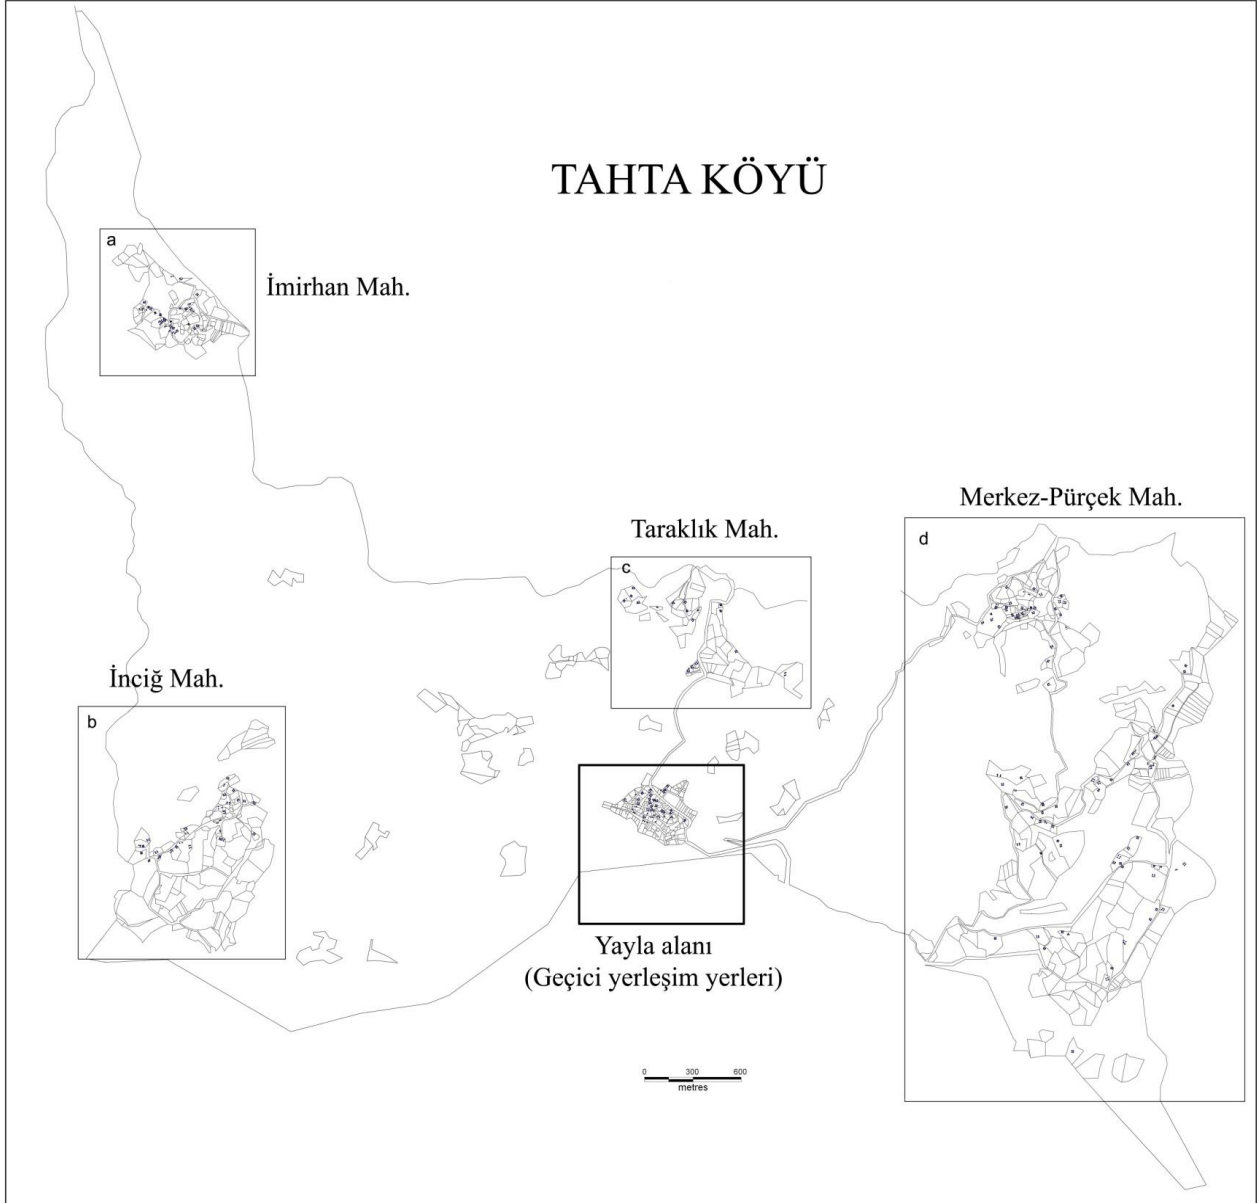 TAHTA KÖYÜ
a
İmirhan Mah.
Merkez-Pürçek Mah.
d
Taraklık Mah.
c
İnciğ Mah.
b
Yayla alanı
(Geçici yerleşim yerleri)
0 300 600
metres